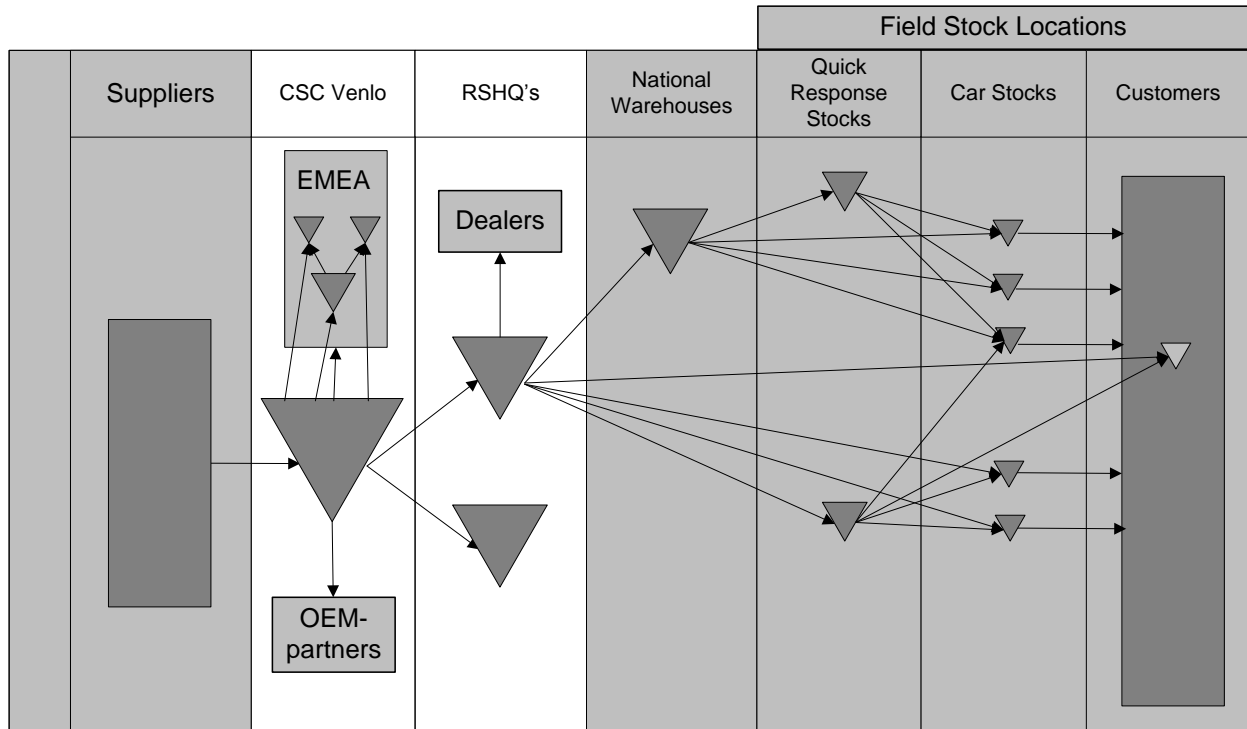 Field Stock Locations
Suppliers
CSC Venlo
RSHQ's
National
Warehouses
Quick
Response
Stocks
Car Stocks
Customers
EMEA
Dealers
OEM-
partners